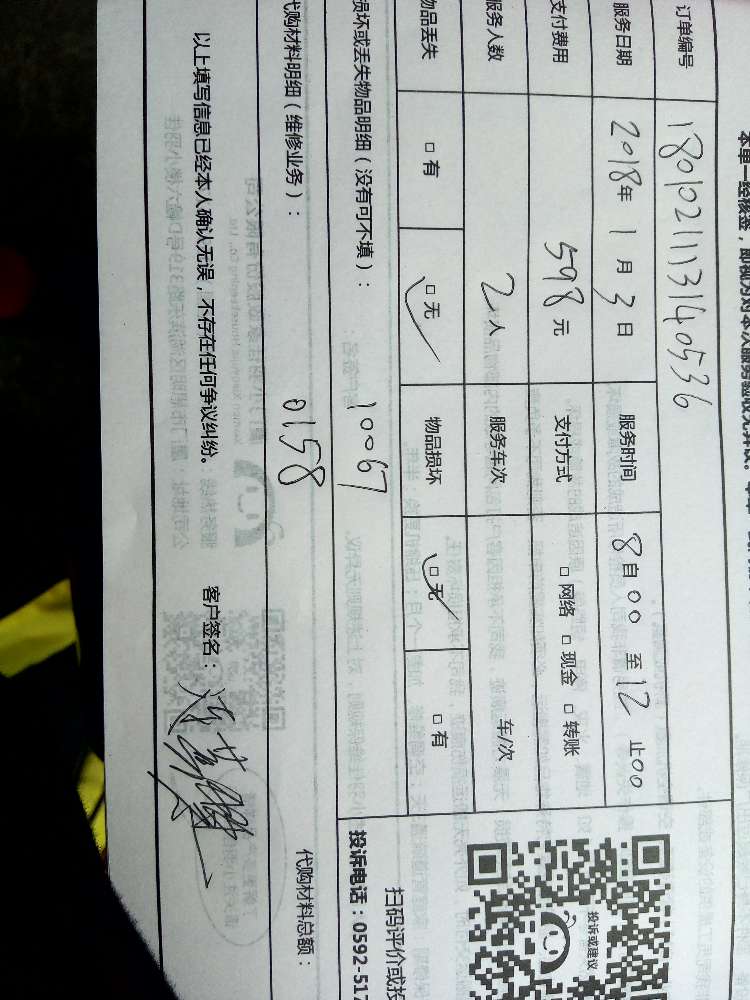 订单编号 1801021113140536
服务日期 2018年 1月 3日 服务时间 8自00 至12止00
支付费用 598元 支付方式 □ 网络 □ 现金 □ 转账
服务人数 2人 服务车次 车/次
物品丢失 □ 有 □ 无 物品损坏 □ 无 □ 有
损坏或丢失物品明细（没有可不填）： 10067
代购材料明细（维修业务）： 0158 代购材料总额：
以上填写信息已经本人确认无误，不存在任何争议纠纷。 客户签名：
投诉或建议
扫码评价或投
投诉电话：0592-517